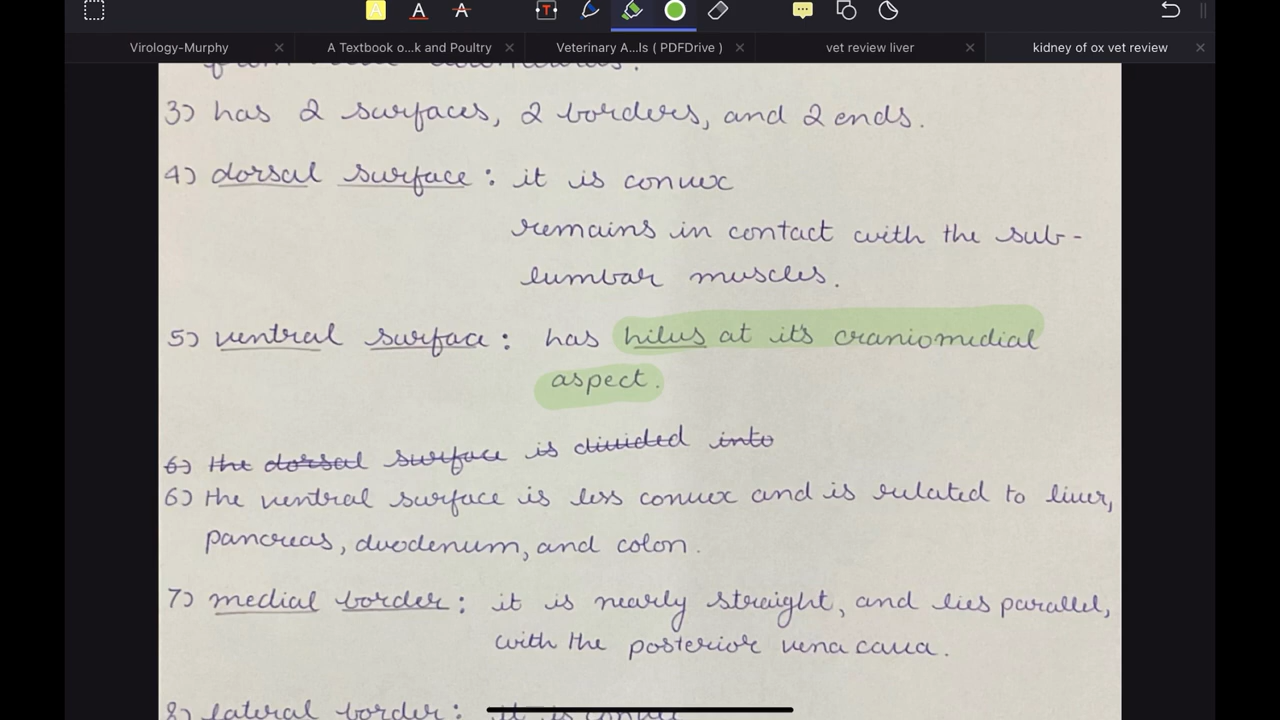 Virology-Murphy
A Textbook o...k and Poultry
Veterinary A...ls ( PDFDrive )
vet review liver
kidney of ox vet review
3) has 2 surfaces, 2 borders, and 2 ends.
4) dorsal surface : it is convex
remains in contact with the sub-
lumbar muscles.
5) ventral surface : has hilus at it's craniomedial
aspect.
6) the dorsal surface is divided into
6) the ventral surface is less convex and is related to liver,
pancreas, duodenum, and colon.
7) medial border : it is nearly straight, and lies parallel,
with the posterior vena cava.
8) lateral border : it is convex